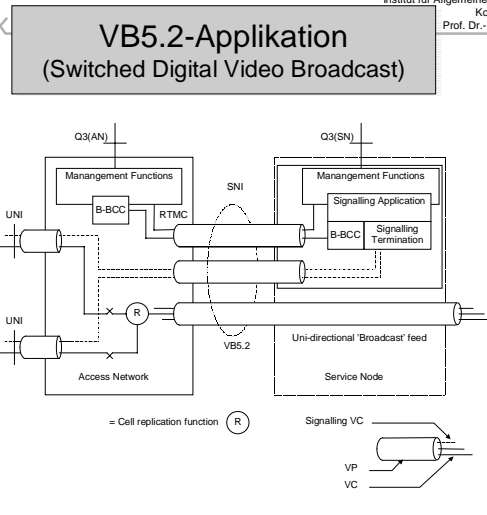 Institut für Allgemeine
Ko
Prof. Dr.-
VB5.2-Applikation
(Switched Digital Video Broadcast)
Q3(AN)
Q3(SN)
Manangement Functions
SNI
Manangement Functions
Signalling Application
B-BCC
RTMC
UNI
B-BCC
Signalling
Termination
R
UNI
VB5.2
Uni-directional 'Broadcast' feed
Access Network
Service Node
= Cell replication function
R
Signalling VC
VP
VC